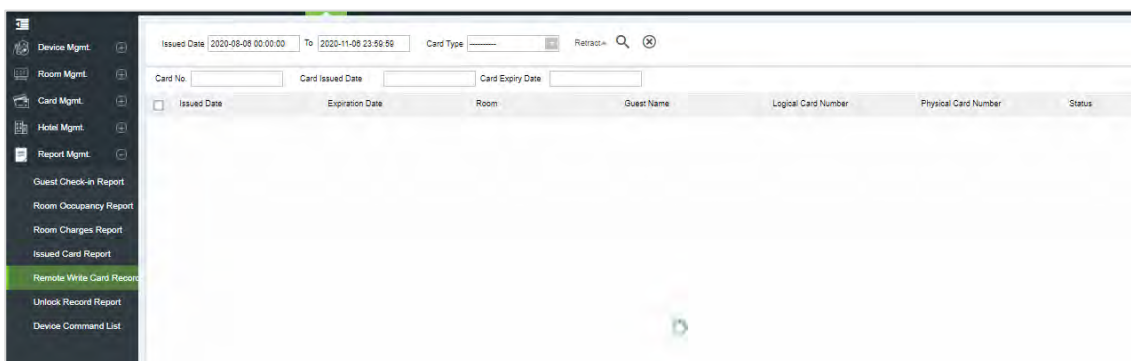 Device Mgmt.
Room Mgmt.
Card Mgmt.
Hotel Mgmt.
Report Mgmt.
Guest Check-in Report
Room Occupancy Report
Room Charges Report
Issued Card Report
Remote Write Card Record
Unlock Record Report
Device Command List
Issued Date 2020-08-06 00:00:00 To 2020-11-06 23:59:59 Card Type --------- Retract
Card No. Card Issued Date Card Expiry Date
Issued Date Expiration Date Room Guest Name Logical Card Number Physical Card Number Status